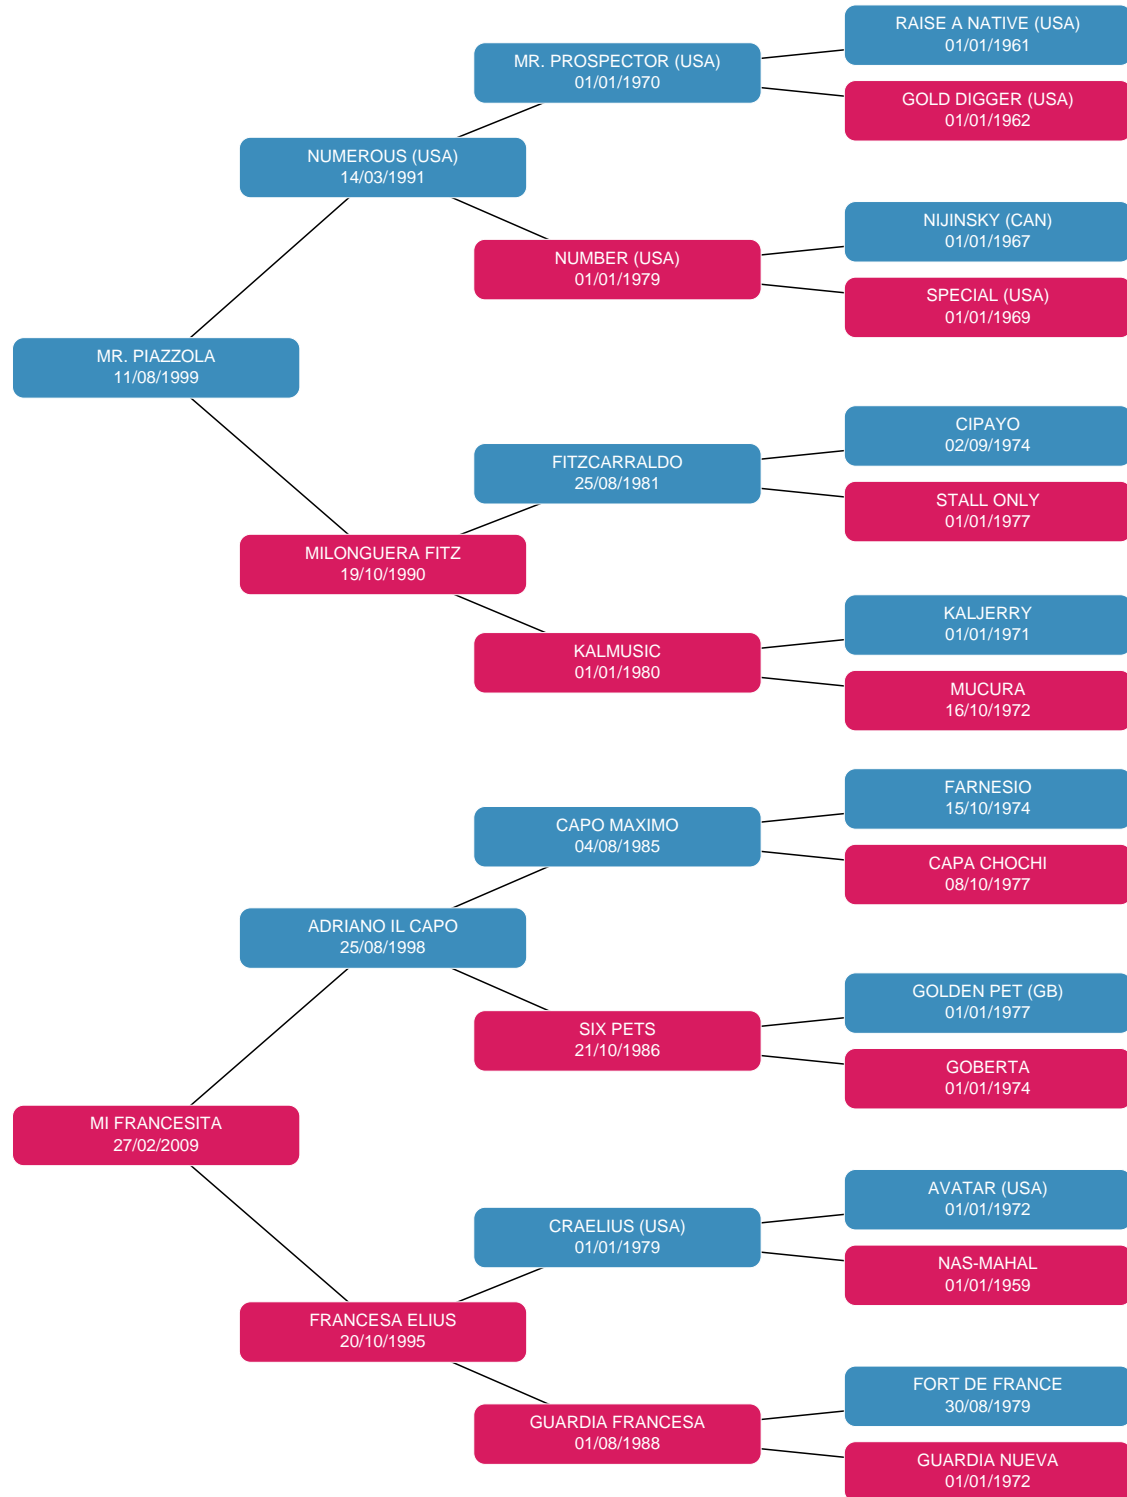 RAISE A NATIVE (USA)
01/01/1961
MR. PROSPECTOR (USA)
01/01/1970
GOLD DIGGER (USA)
01/01/1962
NUMEROUS (USA)
14/03/1991
NIJINSKY (CAN)
01/01/1967
NUMBER (USA)
01/01/1979
SPECIAL (USA)
01/01/1969
MR. PIAZZOLA
11/08/1999
CIPAYO
02/09/1974
FITZCARRALDO
25/08/1981
STALL ONLY
01/01/1977
MILONGUERA FITZ
19/10/1990
KALJERRY
01/01/1971
KALMUSIC
01/01/1980
MUCURA
16/10/1972
FARNESIO
15/10/1974
CAPO MAXIMO
04/08/1985
CAPA CHOCHI
08/10/1977
ADRIANO IL CAPO
25/08/1998
GOLDEN PET (GB)
01/01/1977
SIX PETS
21/10/1986
GOBERTA
01/01/1974
MI FRANCESITA
27/02/2009
AVATAR (USA)
01/01/1972
CRAELIUS (USA)
01/01/1979
NAS-MAHAL
01/01/1959
FRANCESA ELIUS
20/10/1995
FORT DE FRANCE
30/08/1979
GUARDIA FRANCESA
01/08/1988
GUARDIA NUEVA
01/01/1972